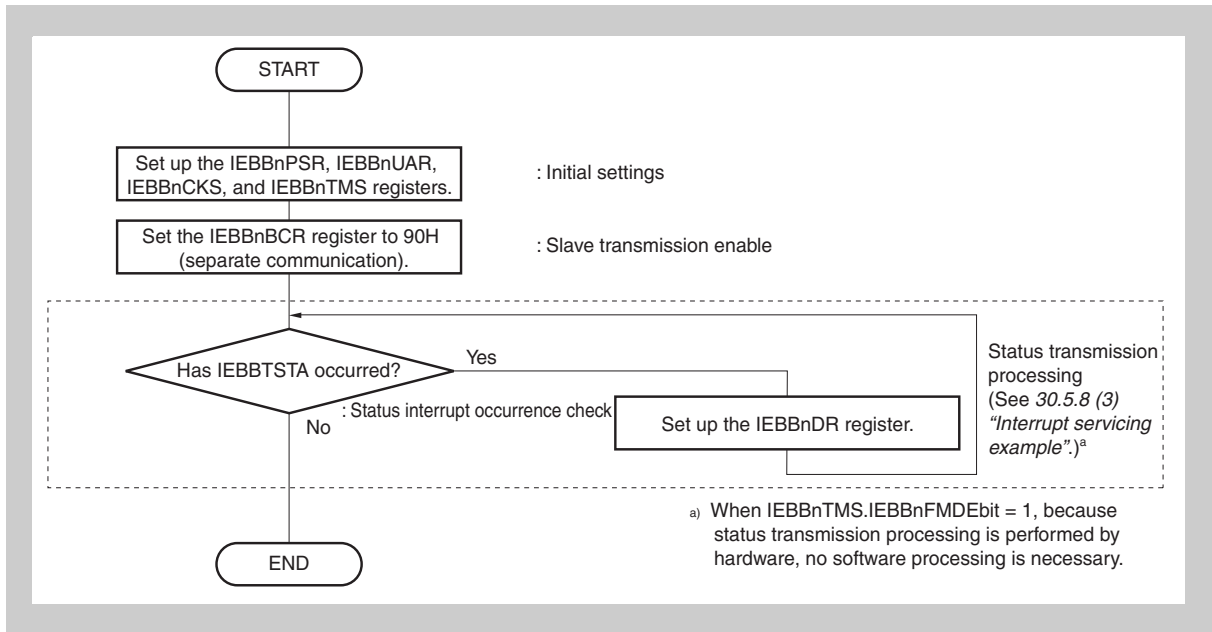 START
Set up the IEBBnPSR, IEBBnUAR,
IEBBnCKS, and IEBBnTMS registers.
: Initial settings
Set the IEBBnBCR register to 90H
(separate communication).
: Slave transmission enable
Has IEBBTSTA occurred?
Yes
: Status interrupt occurrence check
No
Set up the IEBBnDR register.
Status transmission
processing
(See 30.5.8 (3)
“Interrupt servicing
example”.)a
a) When IEBBnTMS.IEBBnFMDEbit = 1, because
status transmission processing is performed by
hardware, no software processing is necessary.
END